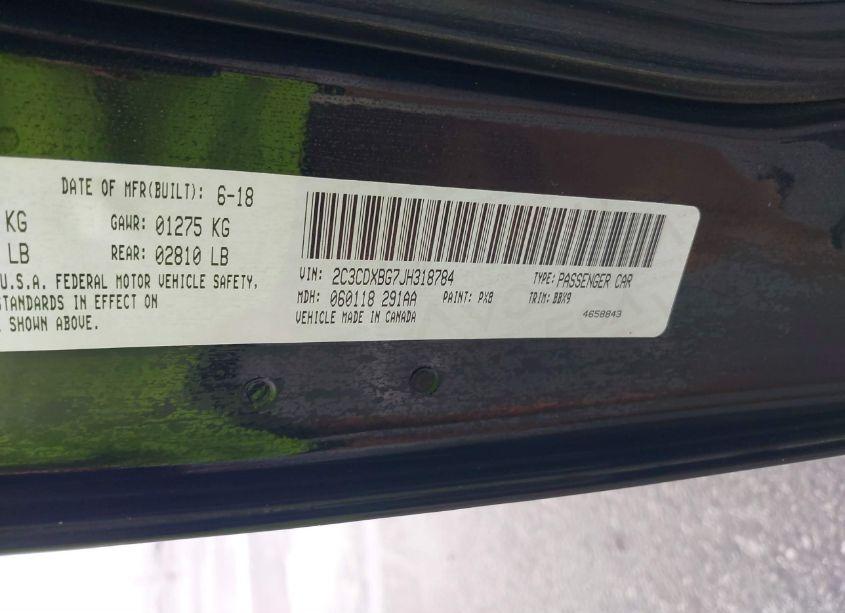 DATE OF MFR(BUILT): 6-18
KG GAWR: 01275 KG
LB REAR: 02810 LB
U.S.A. FEDERAL MOTOR VEHICLE SAFETY,
STANDARDS IN EFFECT ON
SHOWN ABOVE.
VIN: 2C3CDXBG7JH318784 TYPE: PASSENGER CAR
MDH: 060118 291AA PAINT: PX8 TRIM: BBX9
VEHICLE MADE IN CANADA 4658843